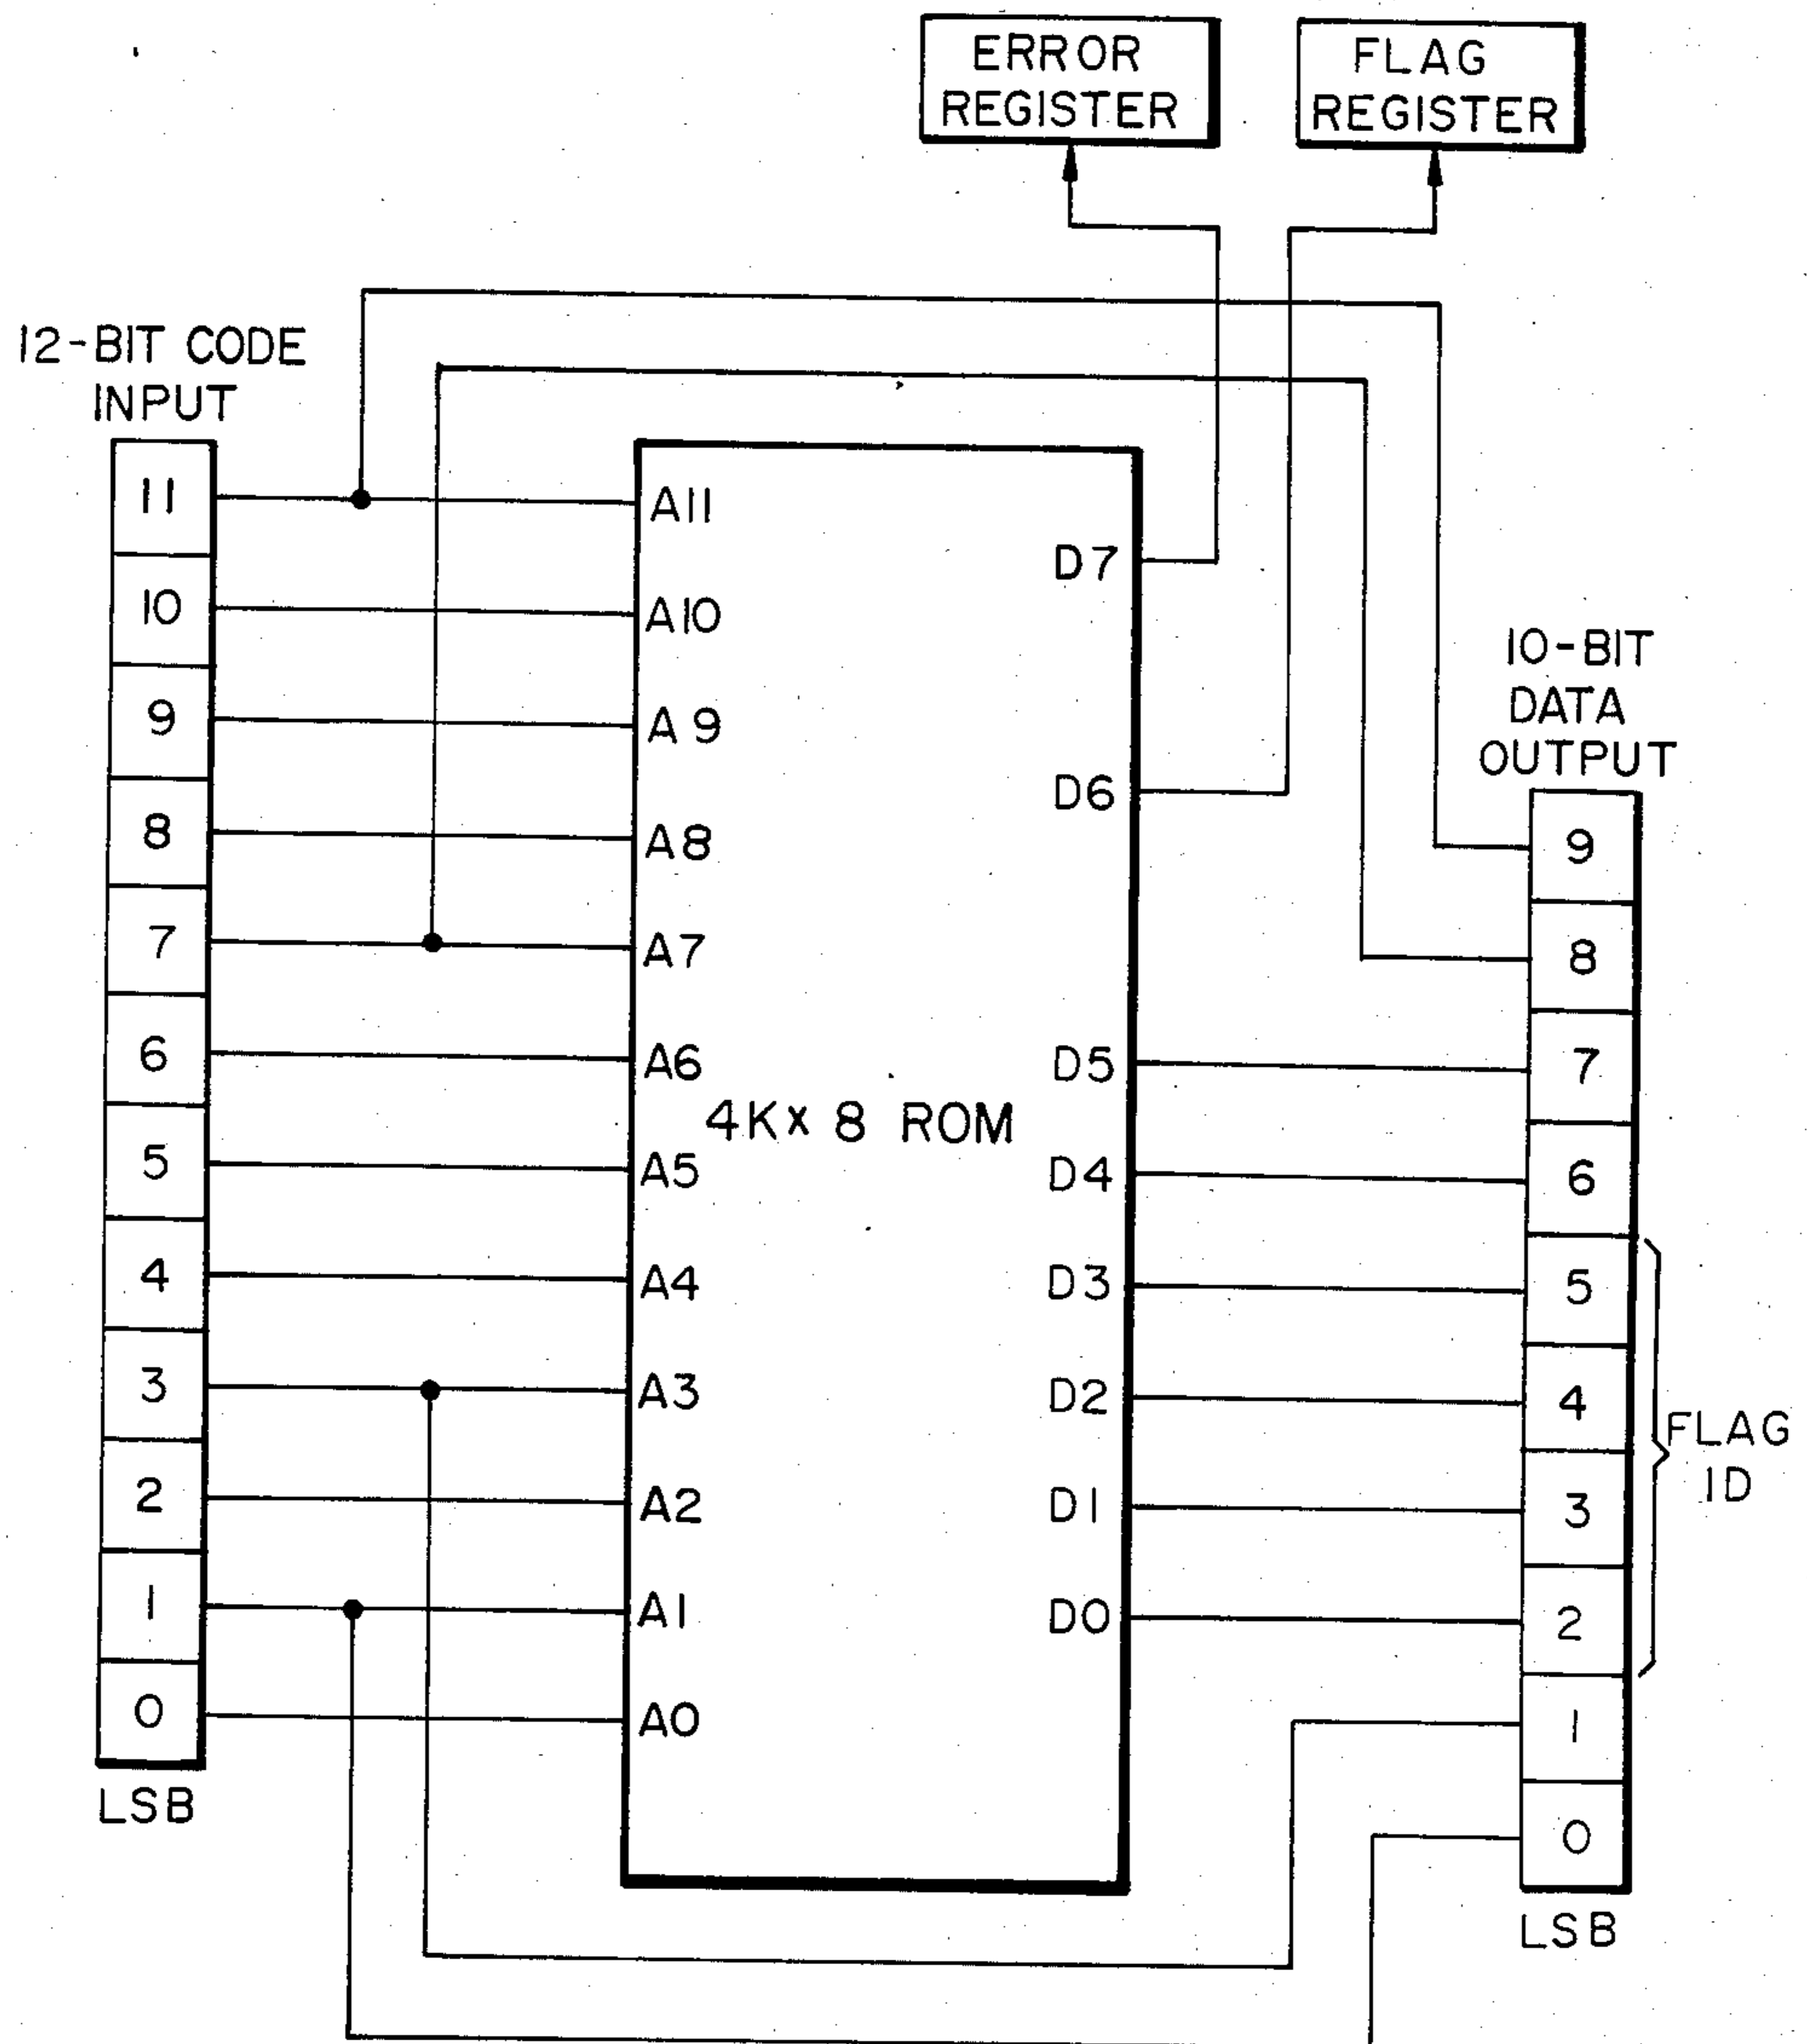 ERROR
REGISTER
FLAG
REGISTER
12-BIT CODE
INPUT
11
10
9
8
7
6
5
4
3
2
1
0
LSB
A11
A10
A9
A8
A7
A6
A5
A4
A3
A2
A1
A0
4K x 8 ROM
D7
D6
D5
D4
D3
D2
D1
D0
10-BIT
DATA
OUTPUT
9
8
7
6
5
4
3
2
1
0
LSB
FLAG
ID